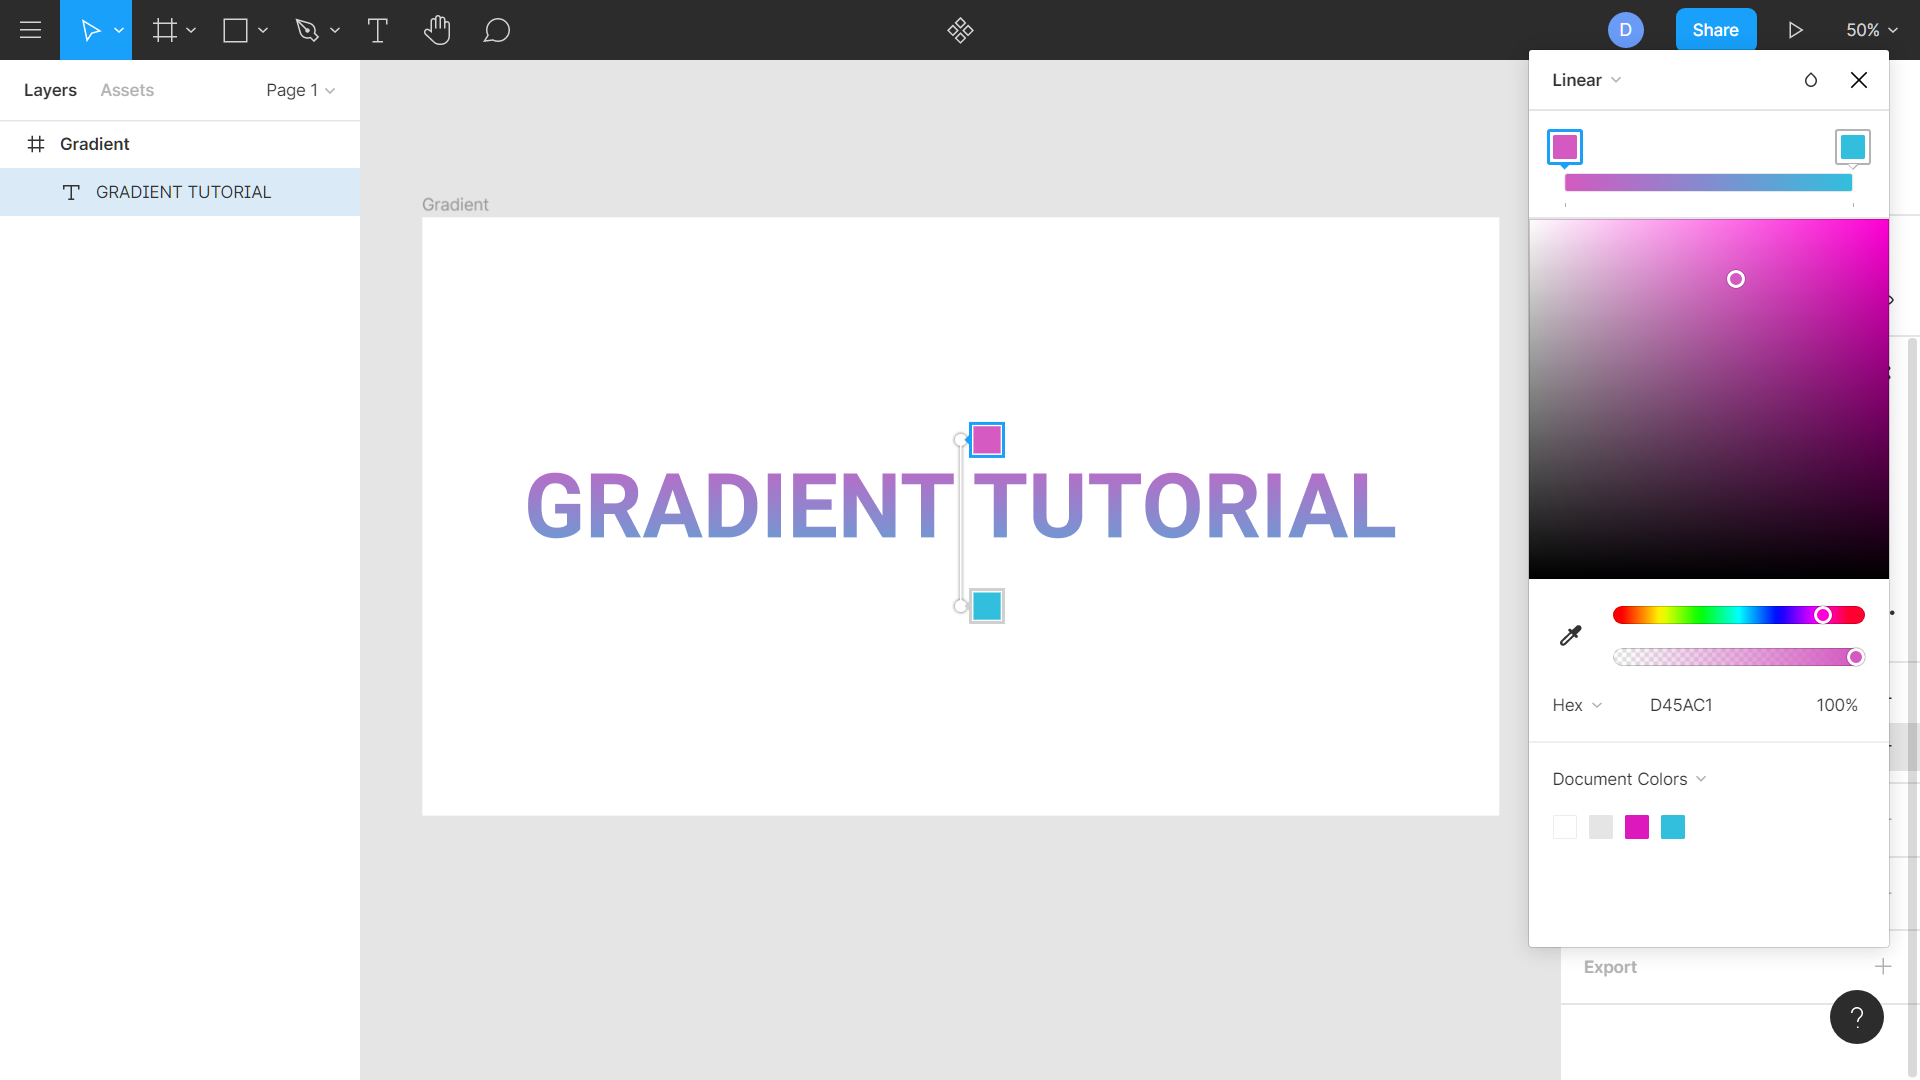 D
Share
50%
Layers
Assets
Page 1
Gradient
GRADIENT TUTORIAL
Gradient
GRADIENT TUTORIAL
Linear
Hex
D45AC1
100%
Document Colors
Export
?